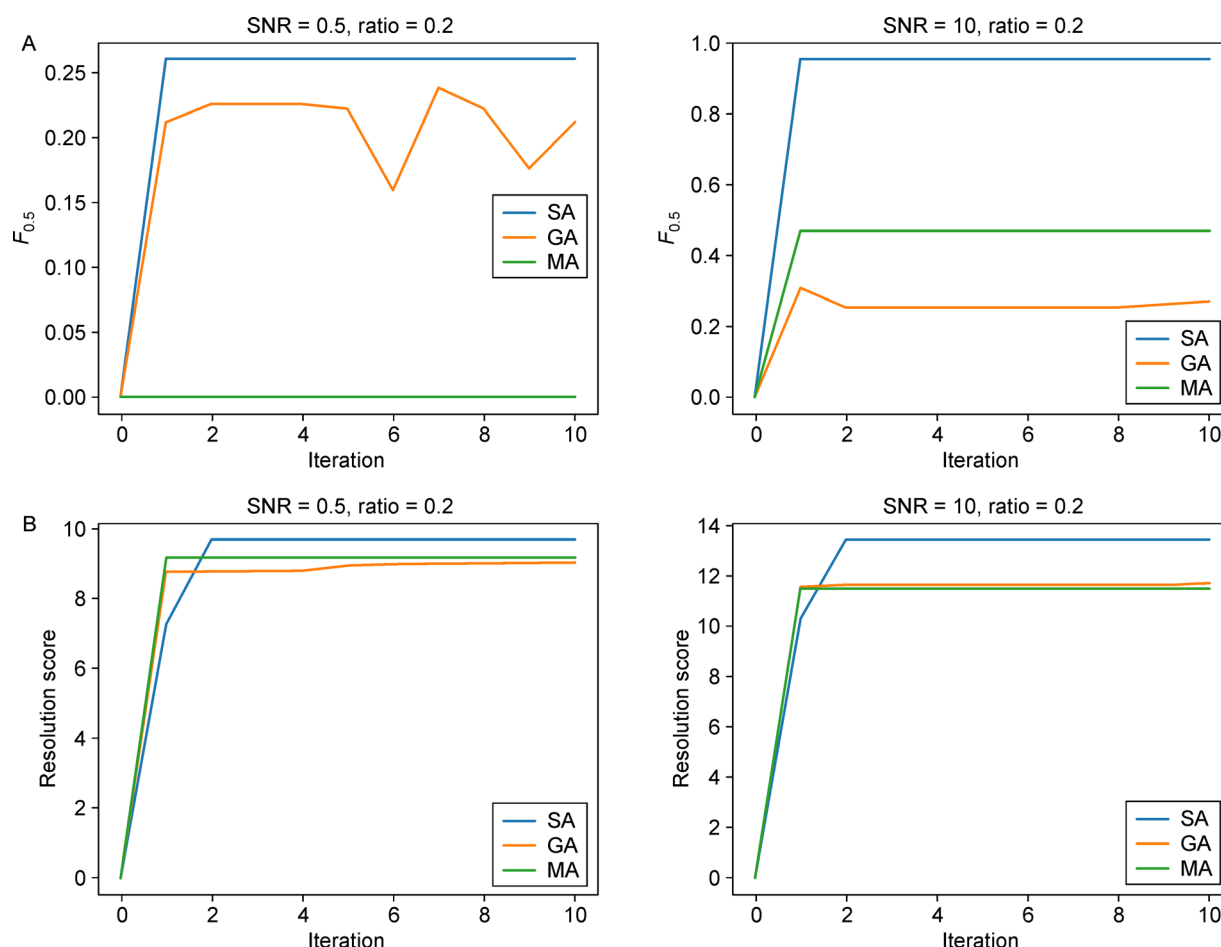 A
SNR = 0.5, ratio = 0.2
F0.5
0.25
0.20
0.15
0.10
0.05
0.00
0 2 4 6 8 10
Iteration
SA
GA
MA
SNR = 10, ratio = 0.2
F0.5
1.0
0.8
0.6
0.4
0.2
0.0
0 2 4 6 8 10
Iteration
SA
GA
MA
B
SNR = 0.5, ratio = 0.2
Resolution score
10
8
6
4
2
0
0 2 4 6 8 10
Iteration
SA
GA
MA
SNR = 10, ratio = 0.2
Resolution score
14
12
10
8
6
4
2
0
0 2 4 6 8 10
Iteration
SA
GA
MA